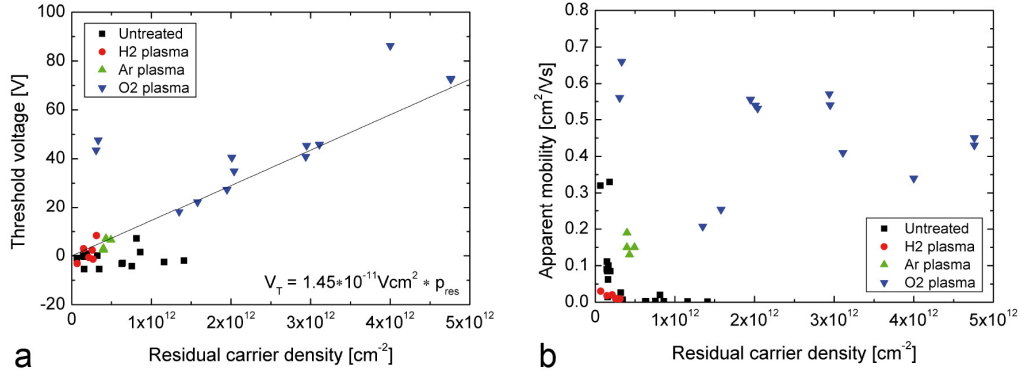 Threshold voltage [V]
100
80
60
40
20
0
-20
Untreated
H2 plasma
Ar plasma
O2 plasma
V_T = 1.45*10^-11 Vcm^2 * p_res
0 1x10^12 2x10^12 3x10^12 4x10^12 5x10^12
Residual carrier density [cm^-2]
a
Apparent mobility [cm^2/Vs]
0.8
0.7
0.6
0.5
0.4
0.3
0.2
0.1
0.0
Untreated
H2 plasma
Ar plasma
O2 plasma
0 1x10^12 2x10^12 3x10^12 4x10^12 5x10^12
Residual carrier density [cm^-2]
b